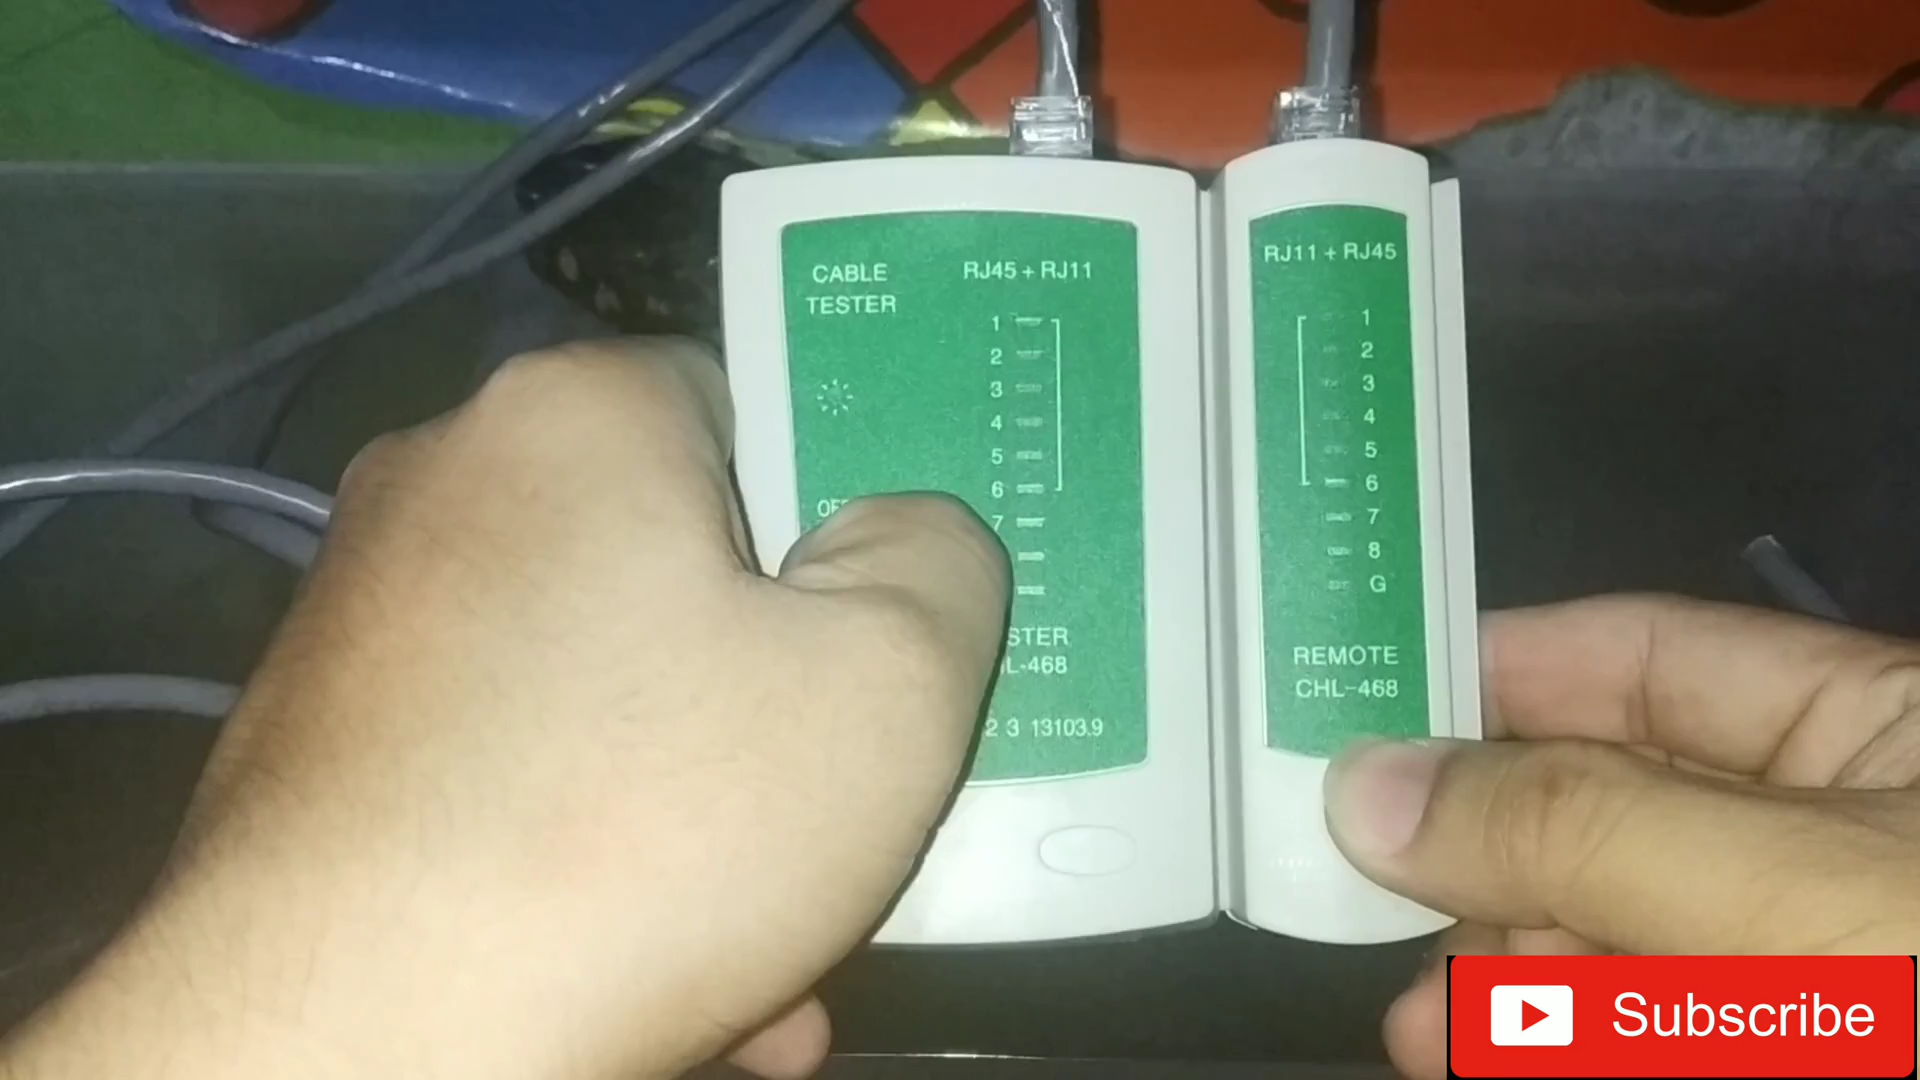 CABLE
TESTER
RJ45 + RJ11
1
2
3
4
5
6
7
L-468
2 3 13103.9
RJ11 + RJ45
1
2
3
4
5
6
7
8
G
REMOTE
CHL-468
Subscribe